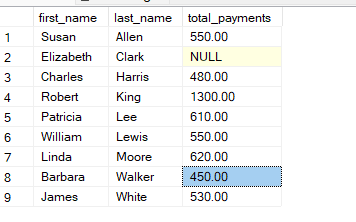 first_name last_name total_payments
1 Susan Allen 550.00
2 Elizabeth Clark NULL
3 Charles Harris 480.00
4 Robert King 1300.00
5 Patricia Lee 610.00
6 William Lewis 550.00
7 Linda Moore 620.00
8 Barbara Walker 450.00
9 James White 530.00